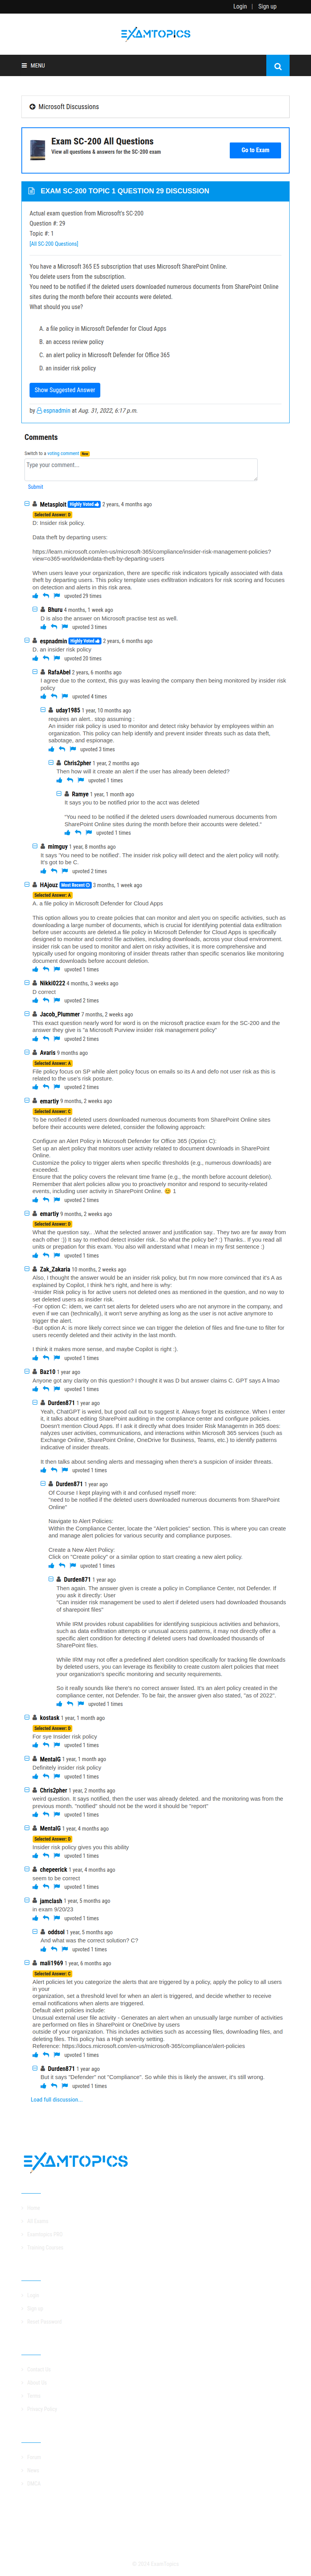 Login | Sign up
EXAMTOPICS
MENU
Microsoft Discussions
Exam SC-200 All Questions
View all questions & answers for the SC-200 exam
Go to Exam
EXAM SC-200 TOPIC 1 QUESTION 29 DISCUSSION
Actual exam question from Microsoft's SC-200
Question #: 29
Topic #: 1
[All SC-200 Questions]
You have a Microsoft 365 E5 subscription that uses Microsoft SharePoint Online.
You delete users from the subscription.
You need to be notified if the deleted users downloaded numerous documents from SharePoint Online
sites during the month before their accounts were deleted.
What should you use?
A. a file policy in Microsoft Defender for Cloud Apps
B. an access review policy
C. an alert policy in Microsoft Defender for Office 365
D. an insider risk policy
Show Suggested Answer
by espnadmin at Aug. 31, 2022, 6:17 p.m.
Comments
Switch to a voting comment New
Type your comment...
Submit
Metasploit Highly Voted 2 years, 4 months ago
Selected Answer: D
D: Insider risk policy.
Data theft by departing users:
https://learn.microsoft.com/en-us/microsoft-365/compliance/insider-risk-management-policies?
view=o365-worldwide#data-theft-by-departing-users
When users leave your organization, there are specific risk indicators typically associated with data
theft by departing users. This policy template uses exfiltration indicators for risk scoring and focuses
on detection and alerts in this risk area.
upvoted 29 times
Bhuru 4 months, 1 week ago
D is also the answer on Microsoft practise test as well.
upvoted 3 times
espnadmin Highly Voted 2 years, 6 months ago
D. an insider risk policy
upvoted 20 times
RafaAbel 2 years, 6 months ago
I agree due to the context, this guy was leaving the company then being monitored by insider risk
policy
upvoted 4 times
uday1985 1 year, 10 months ago
requires an alert.. stop assuming :
An insider risk policy is used to monitor and detect risky behavior by employees within an
organization. This policy can help identify and prevent insider threats such as data theft,
sabotage, and espionage.
upvoted 3 times
Chris2pher 1 year, 2 months ago
Then how will it create an alert if the user has already been deleted?
upvoted 1 times
Ramye 1 year, 1 month ago
It says you to be notified prior to the acct was deleted
"You need to be notified if the deleted users downloaded numerous documents from
SharePoint Online sites during the month before their accounts were deleted."
upvoted 1 times
mimguy 1 year, 8 months ago
It says 'You need to be notified'. The insider risk policy will detect and the alert policy will notify.
It's got to be C.
upvoted 2 times
HAjouz Most Recent 3 months, 1 week ago
Selected Answer: A
A. a file policy in Microsoft Defender for Cloud Apps
This option allows you to create policies that can monitor and alert you on specific activities, such as
downloading a large number of documents, which is crucial for identifying potential data exfiltration
before user accounts are deleted a file policy in Microsoft Defender for Cloud Apps is particularly
designed to monitor and control file activities, including downloads, across your cloud environment.
insider risk can be more nuanced, a file policy in insider risk is more comprehensive and is
typically used for ongoing monitoring of insider threats rather than specific scenarios like monitoring
document downloads before account deletion.
upvoted 1 times
Nikki0222 4 months, 3 weeks ago
D correct
upvoted 2 times
Jacob_Plummer 7 months, 2 weeks ago
This exact question nearly word for word is on the microsoft practice exam for the SC-200 and the
answer they give is "a Microsoft Purview insider risk management policy"
upvoted 2 times
Avaris 9 months ago
Selected Answer: A
File policy focus on SP while alert policy focus on emails so its A and defo not user risk as this is
related to the use's risk posture.
upvoted 2 times
emartiy 9 months, 2 weeks ago
Selected Answer: C
To be notified if deleted users downloaded numerous documents from SharePoint Online sites
before their accounts were deleted, consider the following approach:
Configure an Alert Policy in Microsoft Defender for Office 365 (Option C):
Set up an alert policy that monitors user activity related to document downloads in SharePoint
Online.
Customize the policy to trigger alerts when specific thresholds (e.g., numerous downloads) are
exceeded.
Ensure that the policy covers the relevant time frame (e.g., the month before account deletion).
Remember that alert policies allow you to proactively monitor and respond to security-related
events, including user activity in SharePoint Online. 😊 1
upvoted 2 times
emartiy 9 months, 2 weeks ago
Selected Answer: D
What the question say... What the selected answer and justification say.. They two are far away from
each other :)) it say to method detect insider risk.. So what the policy be? :) Thanks.. if you read all
units or prepation for this exam. You also will anderstand what I mean in my first sentence :)
upvoted 1 times
Zak_Zakaria 10 months, 2 weeks ago
Also, I thought the answer would be an insider risk policy, but I'm now more convinced that it's A as
explained by Copilot, I think he's right, and here is why:
-Insider Risk policy is for active users not deleted ones as mentioned in the question, and no way to
set deleted users as an insider risk.
-For option C: idem, we can't set alerts for deleted users who are not anymore in the company, and
even if we can (technically), it won't serve anything as long as the user is not more active to trigger
the alert.
-But option A: is more likely correct since we can trigger the deletion of files and fine-tune to filter for
users recently deleted and an activity during the last month.
I think it makes more sense, and maybe Copilot is right :).
upvoted 1 times
Baz10 1 year ago
Anyone got any clarity on this question? I thought it was D but answer claims C. GPT says A lmao
upvoted 1 times
Durden871 1 year ago
Yeah, ChatGPT is weird, but good call out to suggest it. Always forget its existence. When I enter
it, it talks about editing SharePoint auditing in the compliance center and configure policies.
Doesn't mention Cloud Apps. If I ask it to explain Microsoft Insider Risk management, it analyzes
user activities, communications, and interactions within Microsoft 365 services (such as
Exchange Online, SharePoint Online, OneDrive for Business, Teams, etc.) to identify patterns
indicative of insider threats.
It then talks about sending alerts and messaging when there's a suspicion of insider threats.
upvoted 1 times
Durden871 1 year ago
Of Course I kept playing with it and confused myself more:
"need to be notified if the deleted users downloaded numerous documents from SharePoint
Online"
Navigate to Alert Policies:
Within the Compliance Center, locate the "Alert policies" section. This is where you can create
and manage alert policies for various security and compliance purposes.
Create a New Alert Policy:
Click on "Create policy" or a similar option to start creating a new alert policy.
upvoted 1 times
Durden871 1 year ago
Then again. The answer given is create a policy in Compliance Center, not Defender. If
you ask it directly: User
"Can insider risk management be used to alert if deleted users had downloaded thousands
of sharepoint files"
While IRM provides robust capabilities for identifying suspicious activities and behaviors,
such as data exfiltration attempts or abnormal access patterns, it may not directly offer a
specific alert condition for detecting if deleted users had downloaded thousands of
SharePoint files.
While IRM may not offer a predefined alert condition specifically for tracking file downloads
by deleted users, you can leverage its flexibility to create custom alert policies that meet
your organization's specific monitoring and security requirements.
So it really sounds like there's no correct answer listed. It's an alert policy created in the
compliance center, not Defender. To be fair, the answer given also stated, "as of 2022".
upvoted 1 times
kostask 1 year, 1 month ago
Selected Answer: D
For sye Insider risk policy
upvoted 1 times
MentalG 1 year, 1 month ago
Definitely insider risk policy
upvoted 1 times
Chris2pher 1 year, 2 months ago
weird question. It says notified, then the user was already deleted. and the monitoring was from the
previous month. "notified" should not be the word it should be "report"
upvoted 1 times
MentalG 1 year, 4 months ago
Selected Answer: D
Insider risk policy gives you this ability
upvoted 1 times
chepeerick 1 year, 4 months ago
seem to be correct
upvoted 1 times
jamclash 1 year, 5 months ago
in exam 9/20/23
upvoted 1 times
oddsol 1 year, 5 months ago
And what was the correct solution? C?
upvoted 1 times
mali1969 1 year, 6 months ago
Selected Answer: C
Alert policies let you categorize the alerts that are triggered by a policy, apply the policy to all users
in your
organization, set a threshold level for when an alert is triggered, and decide whether to receive
email notifications when alerts are triggered.
Default alert policies include:
Unusual external user file activity - Generates an alert when an unusually large number of activities
are performed on files in SharePoint or OneDrive by users
outside of your organization. This includes activities such as accessing files, downloading files, and
deleting files. This policy has a High severity setting.
Reference: https://docs.microsoft.com/en-us/microsoft-365/compliance/alert-policies
upvoted 1 times
Durden871 1 year ago
But it says "Defender" not "Compliance". So while this is likely the answer, it's still wrong.
upvoted 1 times
Load full discussion...
EXAMTOPICS